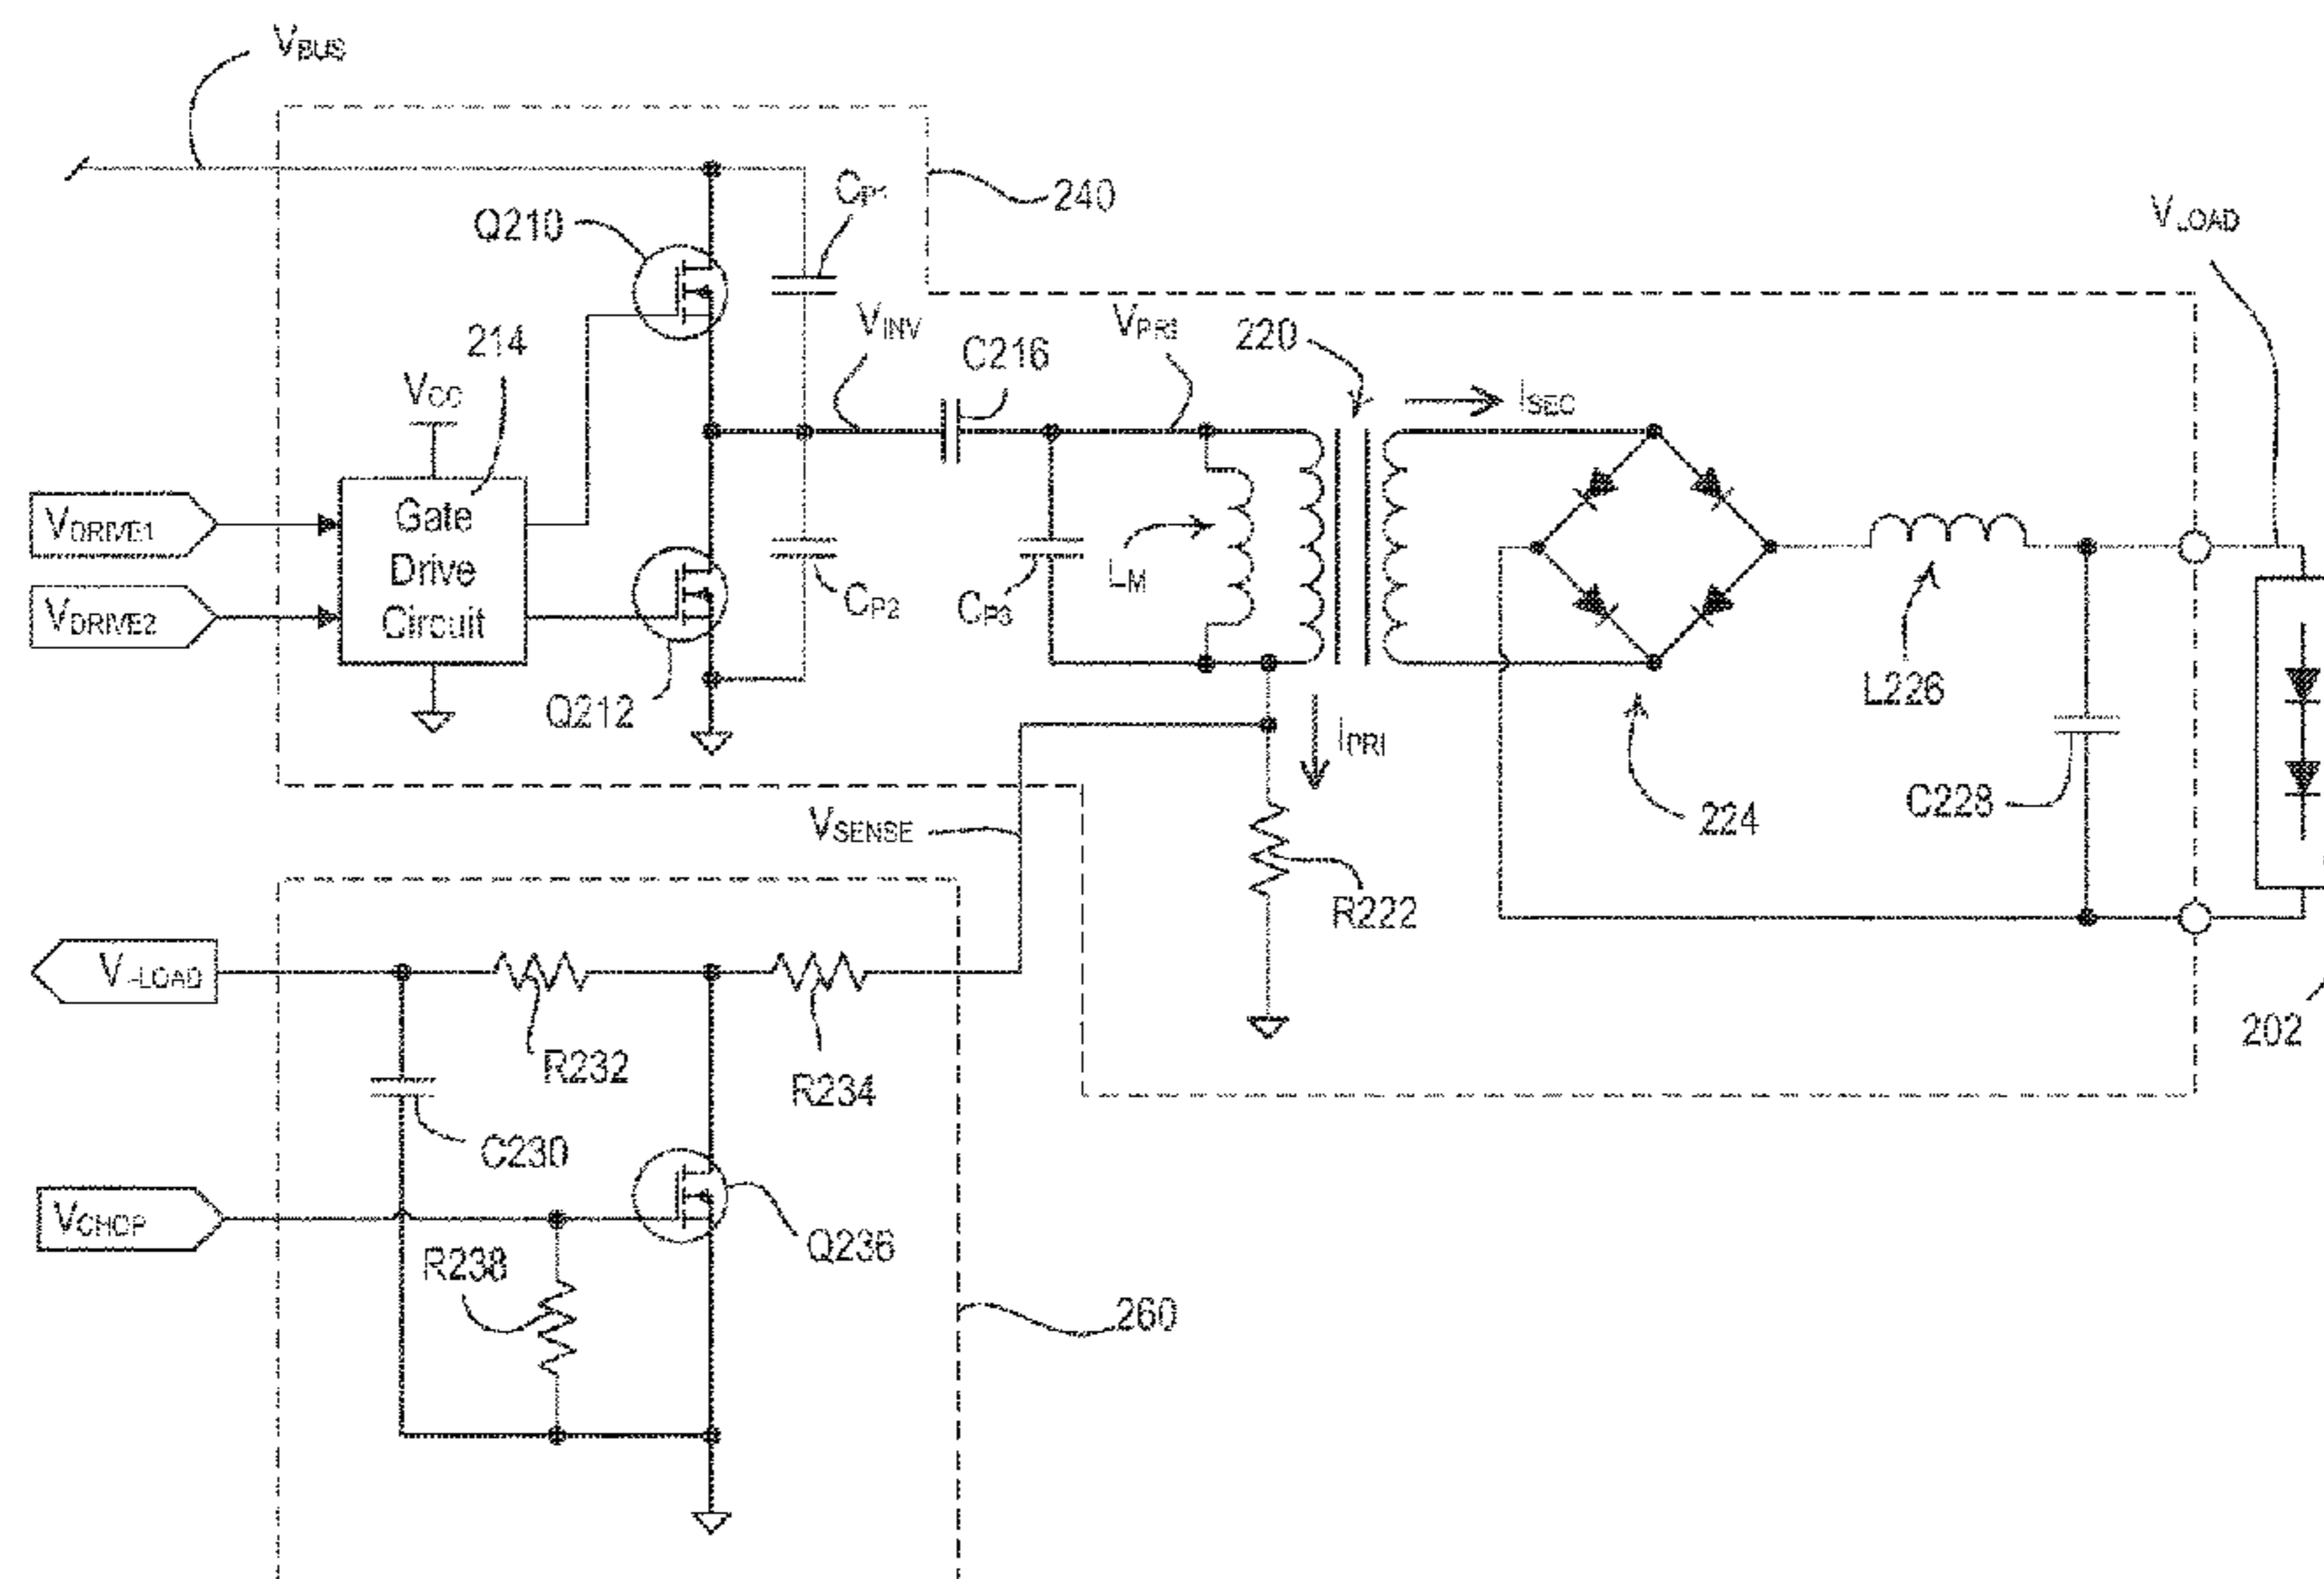 VBUS
CP1
240
VLOAD
Q210
VINV
VPRI
220
214
C216
VCC
ISEC
VDRIVE1
Gate
Drive
Circuit
LM
CP2
CP3
VDRIVE2
Q212
L226
IPRI
C228
224
VSENSE
R222
VI-LOAD
202
R232
R234
C230
VCHOP
Q236
R238
260